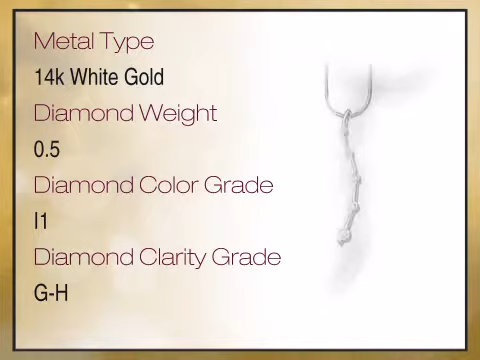 Metal Type
14k White Gold
Diamond Weight
0.5
Diamond Color Grade
I1
Diamond Clarity Grade
G-H